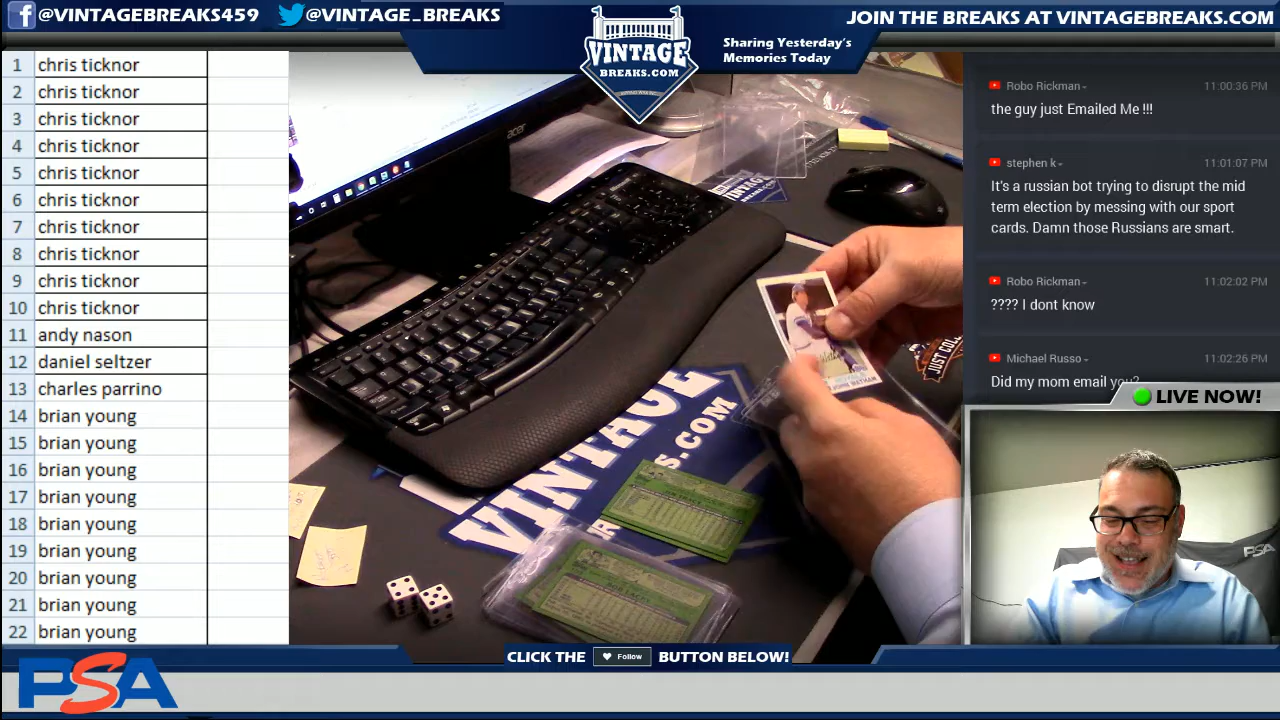 @VINTAGEBREAKS459
@VINTAGE_BREAKS
VINTAGE
BREAKS.COM
Sharing Yesterday's
Memories Today
JOIN THE BREAKS AT VINTAGEBREAKS.COM
1 chris ticknor
2 chris ticknor
3 chris ticknor
4 chris ticknor
5 chris ticknor
6 chris ticknor
7 chris ticknor
8 chris ticknor
9 chris ticknor
10 chris ticknor
11 andy nason
12 daniel seltzer
13 charles parrino
14 brian young
15 brian young
16 brian young
17 brian young
18 brian young
19 brian young
20 brian young
21 brian young
22 brian young
acer
VINTAGE
S.COM
JUST COL
Robo Rickman 11:00:36 PM
the guy just Emailed Me !!!
stephen k 11:01:07 PM
It's a russian bot trying to disrupt the mid
term election by messing with our sport
cards. Damn those Russians are smart.
Robo Rickman 11:02:02 PM
???? I dont know
Michael Russo 11:02:26 PM
Did my mom email you?
LIVE NOW!
PSA
CLICK THE Follow BUTTON BELOW!
PSA